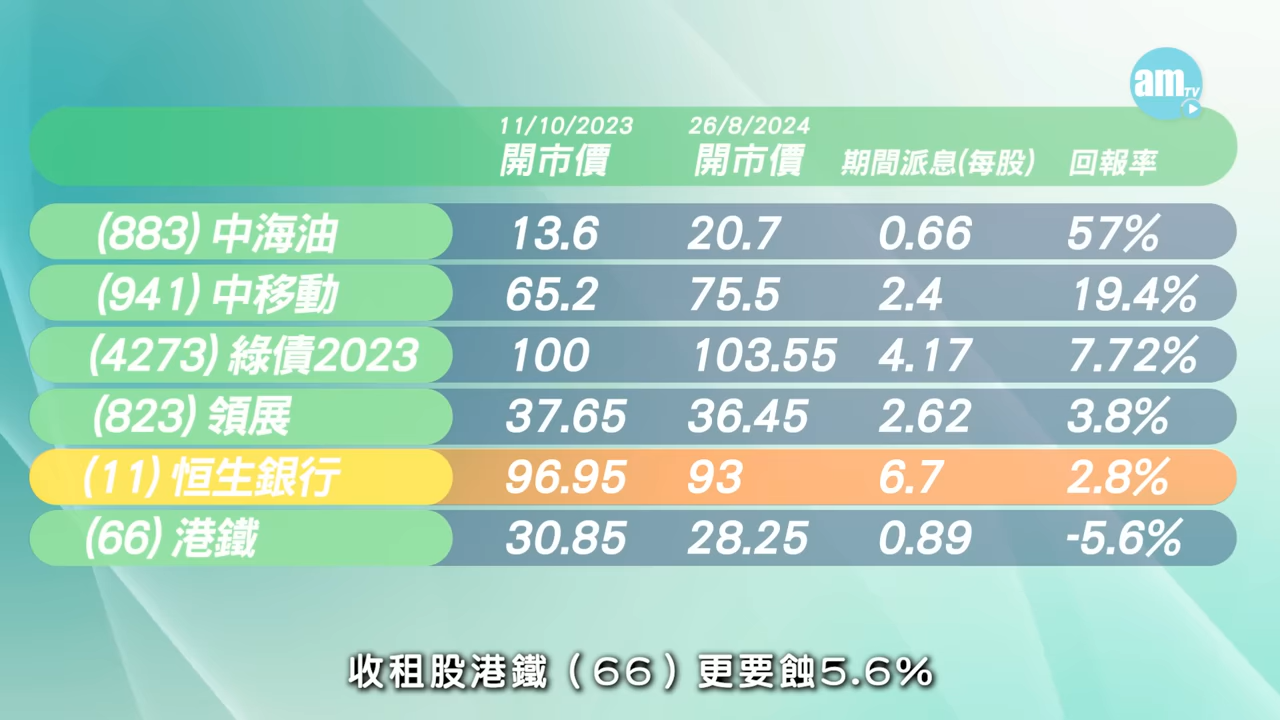 am TV
11/10/2023 26/8/2024
開市價 開市價 期間派息(每股) 回報率
(883) 中海油 13.6 20.7 0.66 57%
(941) 中移動 65.2 75.5 2.4 19.4%
(4273) 綠債2023 100 103.55 4.17 7.72%
(823) 領展 37.65 36.45 2.62 3.8%
(11) 恒生銀行 96.95 93 6.7 2.8%
(66) 港鐵 30.85 28.25 0.89 -5.6%
收租股港鐵（66）更要蝕5.6%